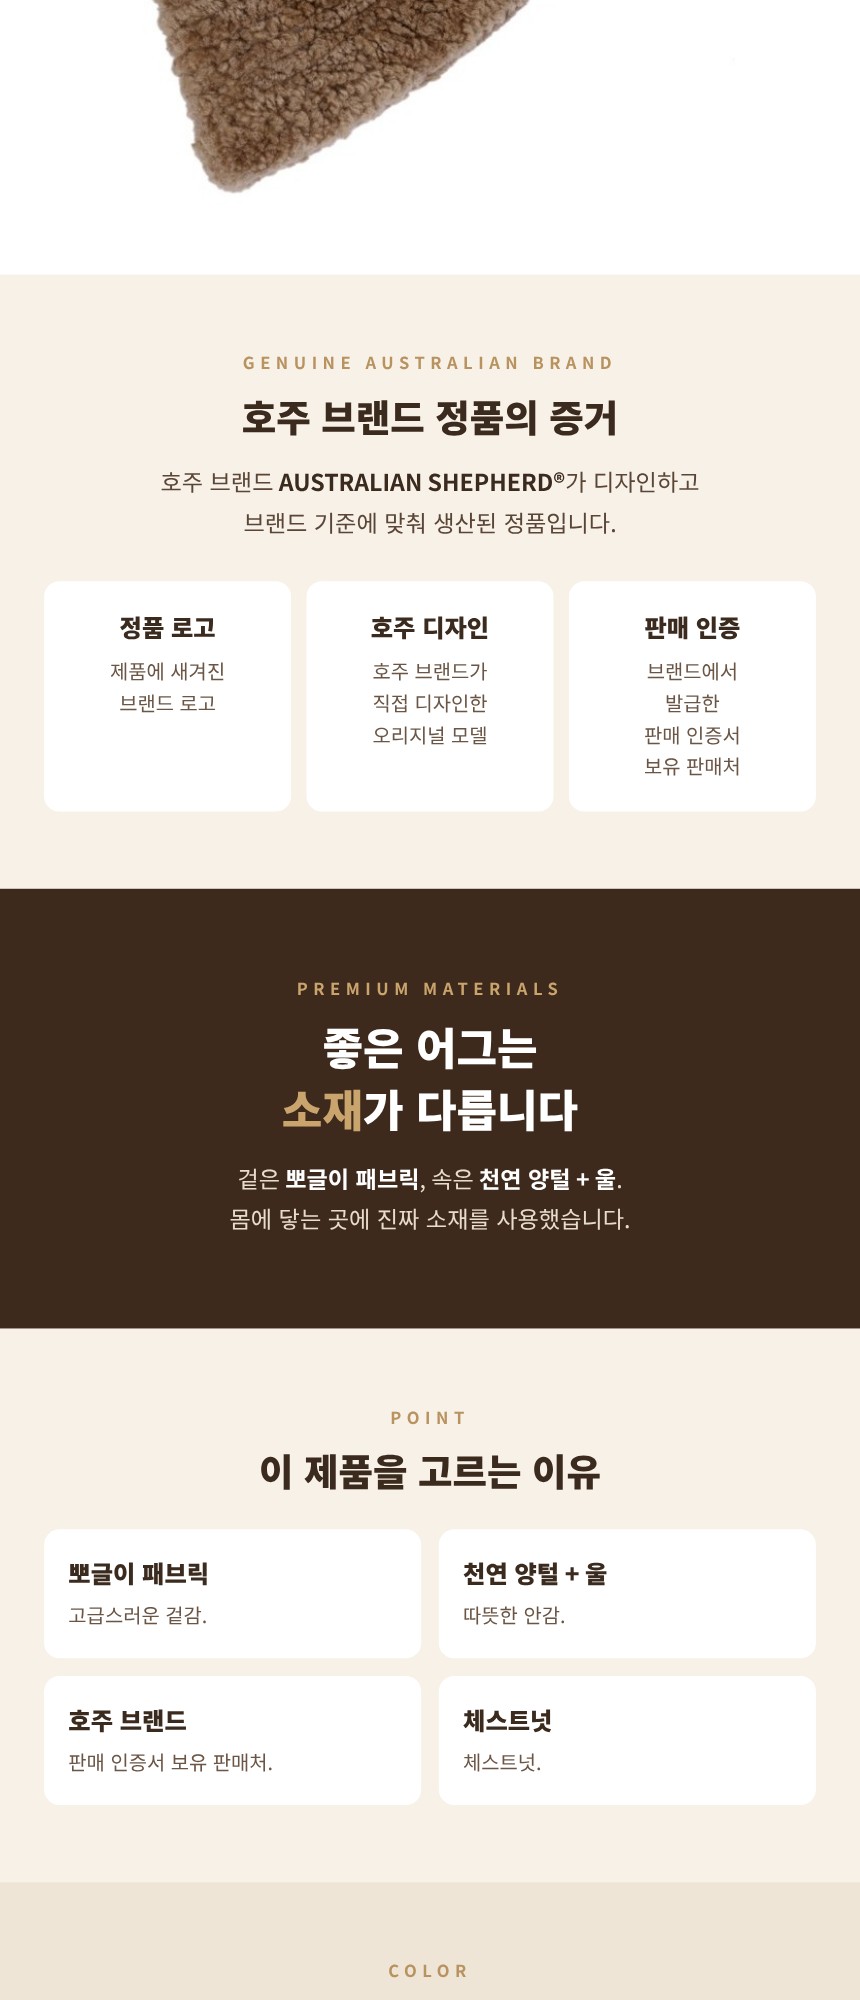 GENUINE AUSTRALIAN BRAND
호주 브랜드 정품의 증거
호주 브랜드 AUSTRALIAN SHEPHERD®가 디자인하고
브랜드 기준에 맞춰 생산된 정품입니다.
정품 로고
제품에 새겨진
브랜드 로고
호주 디자인
호주 브랜드가
직접 디자인한
오리지널 모델
판매 인증
브랜드에서
발급한
판매 인증서
보유 판매처
PREMIUM MATERIALS
좋은 어그는
소재가 다릅니다
겉은 뽀글이 패브릭, 속은 천연 양털 + 울.
몸에 닿는 곳에 진짜 소재를 사용했습니다.
POINT
이 제품을 고르는 이유
뽀글이 패브릭
고급스러운 겉감.
천연 양털 + 울
따뜻한 안감.
호주 브랜드
판매 인증서 보유 판매처.
체스트넛
체스트넛.
COLOR